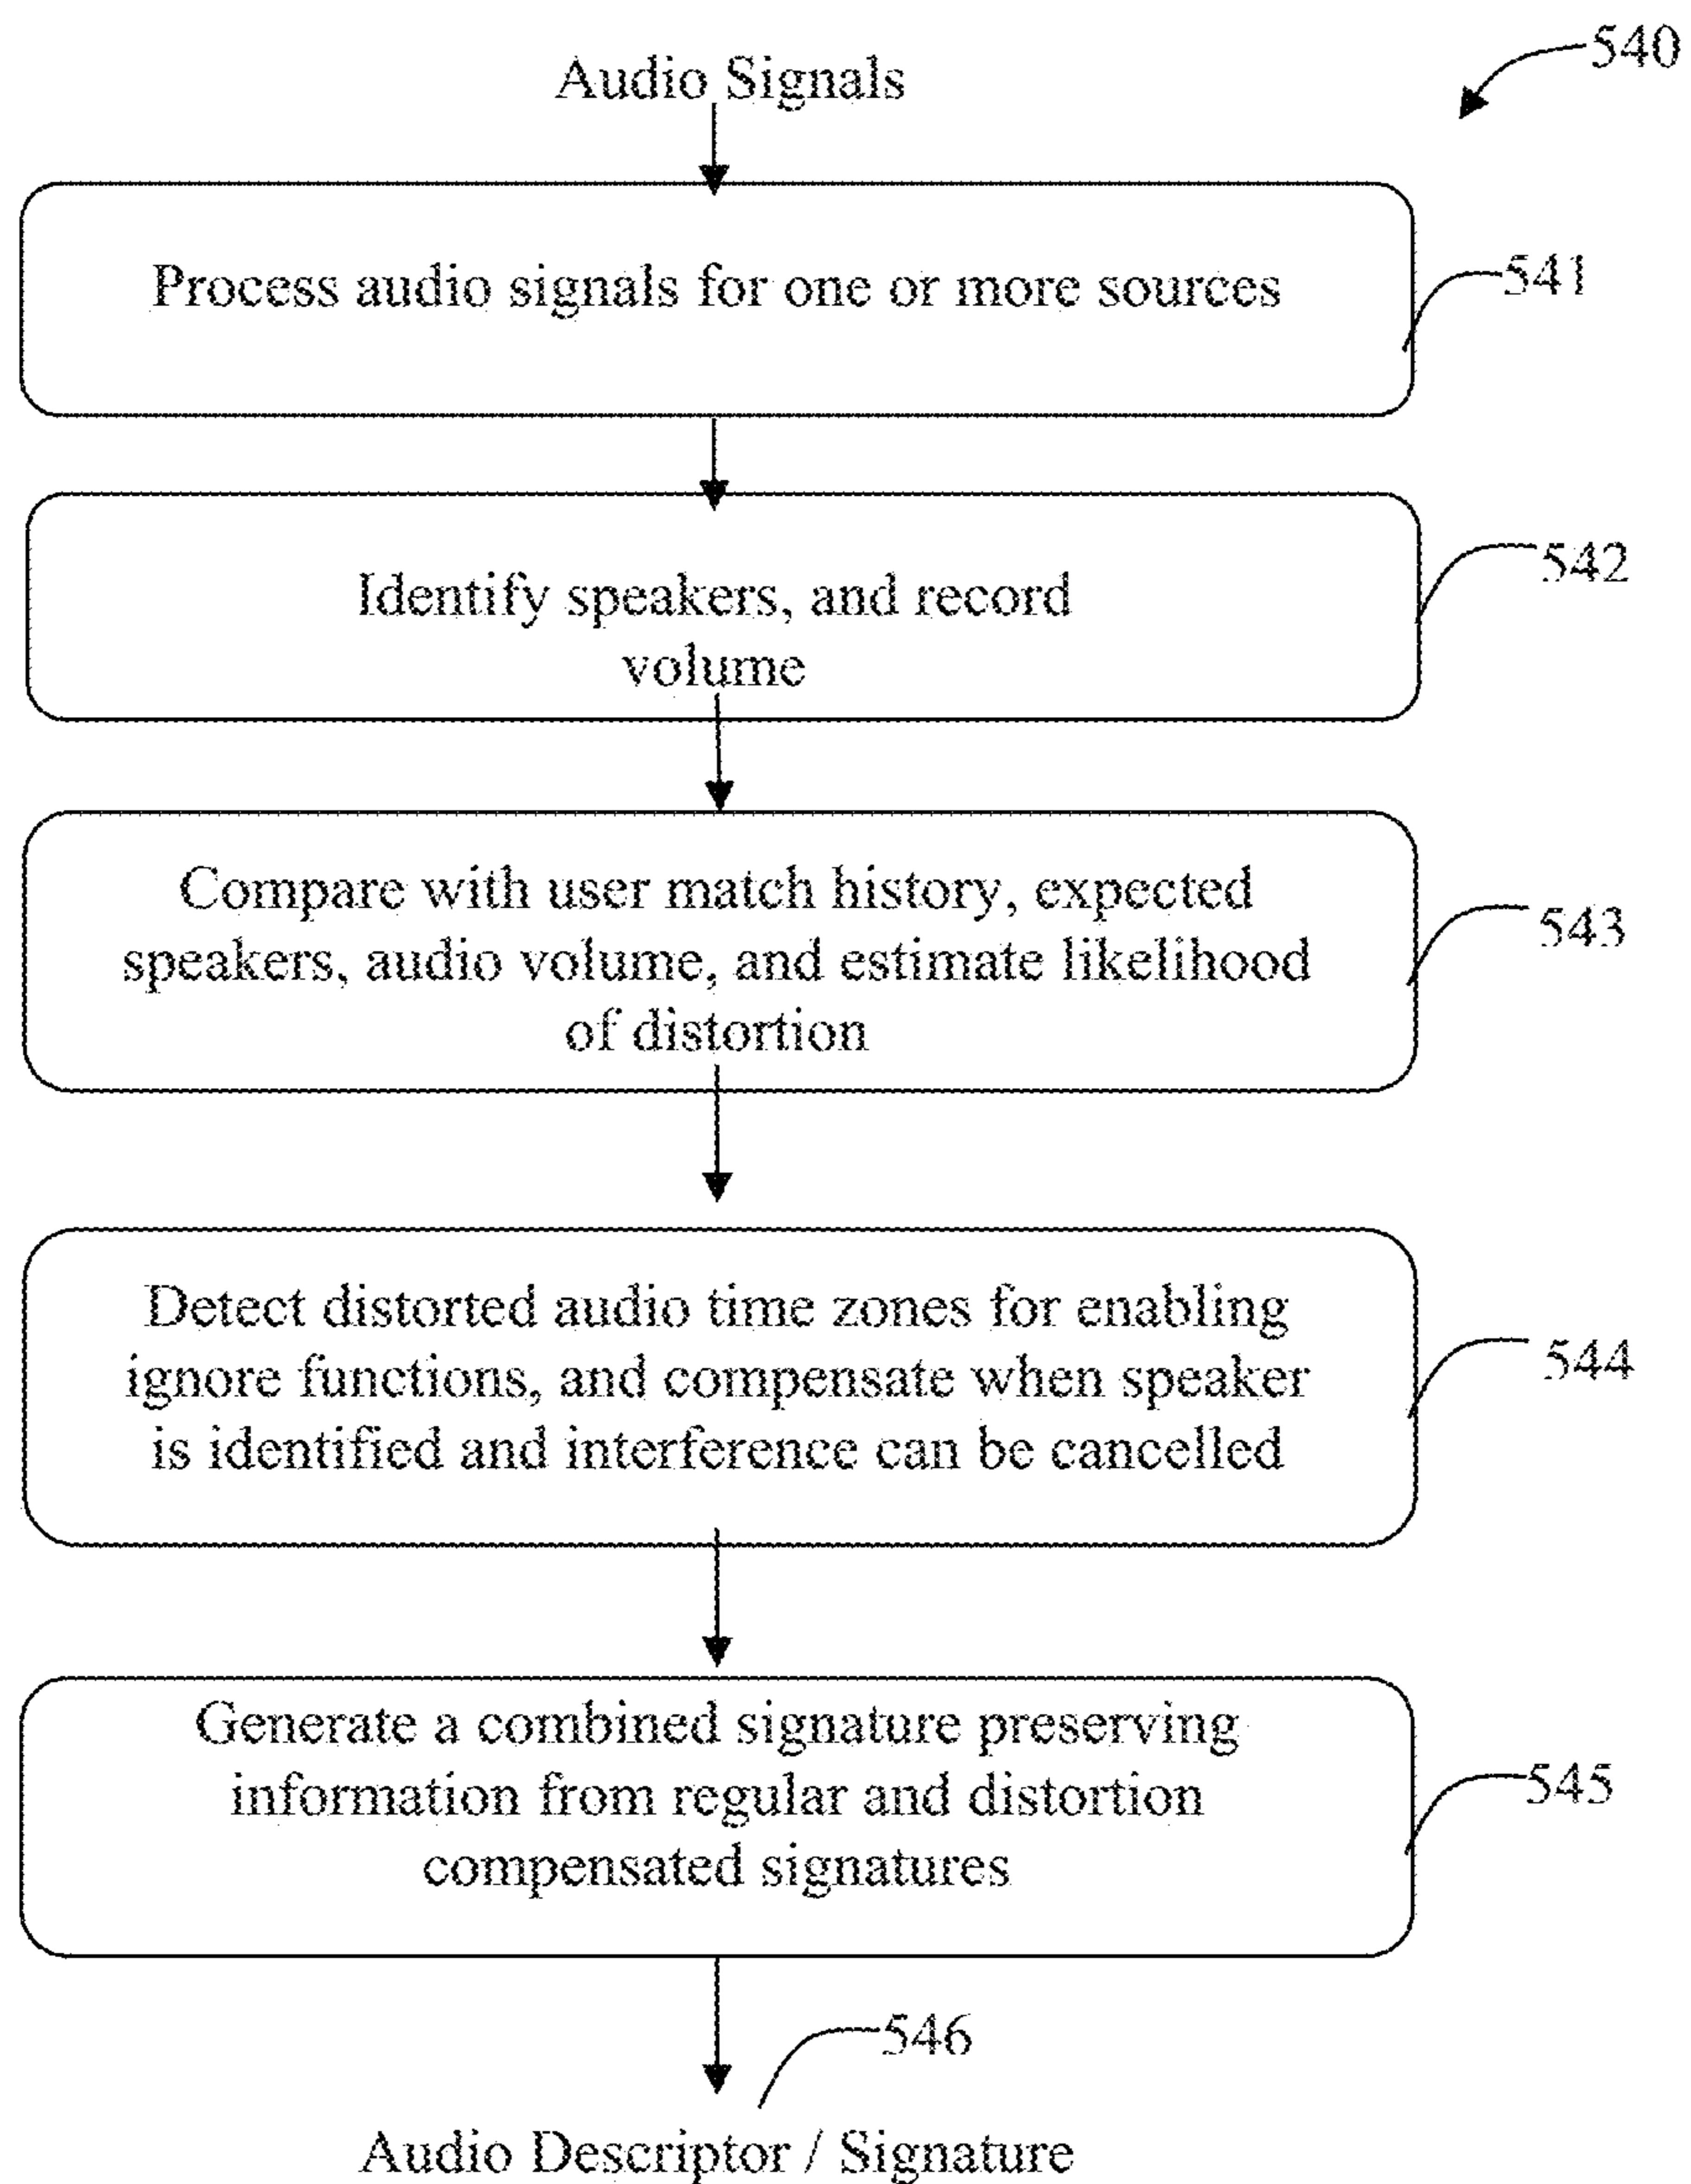 540
Audio Signals
Process audio signals for one or more sources
541
Identify speakers, and record
volume
542
Compare with user match history, expected
speakers, audio volume, and estimate likelihood
of distortion
543
Detect distorted audio time zones for enabling
ignore functions, and compensate when speaker
is identified and interference can be cancelled
544
Generate a combined signature preserving
information from regular and distortion
compensated signatures
545
546
Audio Descriptor / Signature